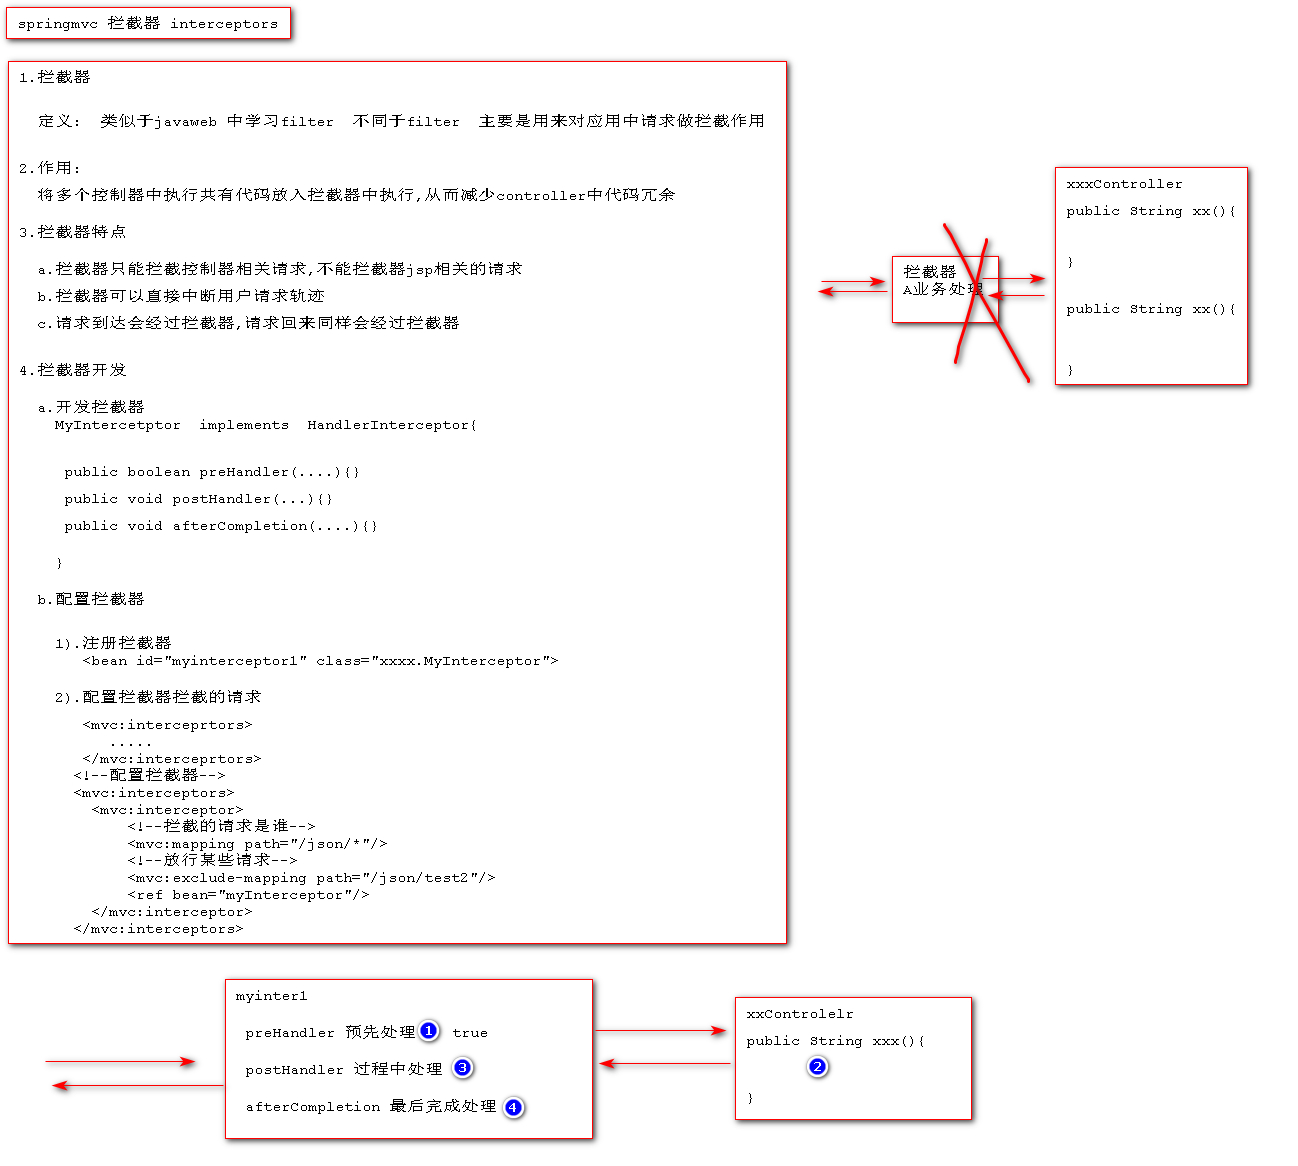 springmvc 拦截器 interceptors
1.拦截器
定义: 类似于javaweb 中学习filter 不同于filter 主要是用来对应用中请求做拦截作用
2.作用:
将多个控制器中执行共有代码放入拦截器中执行,从而减少controller中代码冗余
3.拦截器特点
a.拦截器只能拦截控制器相关请求,不能拦截器jsp相关的请求
b.拦截器可以直接中断用户请求轨迹
c.请求到达会经过拦截器,请求回来同样会经过拦截器
4.拦截器开发
a.开发拦截器
MyIntercetptor implements HandlerInterceptor{
public boolean preHandler(....){}
public void postHandler(...){}
public void afterCompletion(....){}
}
b.配置拦截器
1).注册拦截器
<bean id="myinterceptor1" class="xxxx.MyInterceptor">
2).配置拦截器拦截的请求
<mvc:interceprtors>
.....
</mvc:interceprtors>
<!--配置拦截器-->
<mvc:interceptors>
<mvc:interceptor>
<!--拦截的请求是谁-->
<mvc:mapping path="/json/*"/>
<!--放行某些请求-->
<mvc:exclude-mapping path="/json/test2"/>
<ref bean="myInterceptor"/>
</mvc:interceptor>
</mvc:interceptors>
拦截器
A业务处理
xxxController
public String xx(){
}
public String xx(){
}
myinter1
preHandler 预先处理 1 true
postHandler 过程中处理 3
afterCompletion 最后完成处理 4
xxControlelr
public String xxx(){
2
}